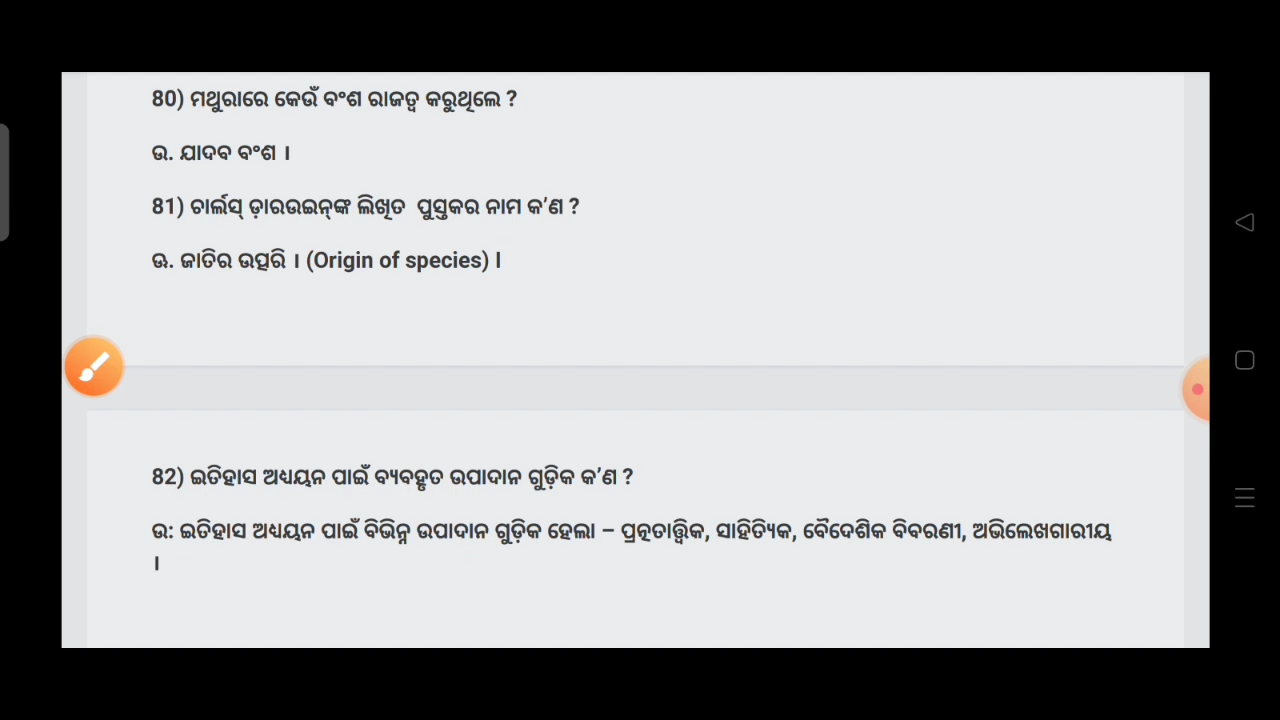 80) ମଥୁରାରେ କେଉଁ ବଂଶ ରାଜତ୍ୱ କରୁଥିଲେ ?
ଉ. ଯାଦବ ବଂଶ ।
81) ଚାର୍ଲସ୍ ଡ଼ାରଉଇନ୍‌ଙ୍କ ଲିଖିତ ପୁସ୍ତକର ନାମ କ’ଣ ?
ଊ. ଜାତିର ଉତ୍ପରି । (Origin of species) l
82) ଇତିହାସ ଅଧ୍ୟୟନ ପାଇଁ ବ୍ୟବହୃତ ଉପାଦାନ ଗୁଡ଼ିକ କ’ଣ ?
ଉ: ଇତିହାସ ଅଧ୍ୟୟନ ପାଇଁ ବିଭିନ୍ନ ଉପାଦାନ ଗୁଡ଼ିକ ହେଲା – ପ୍ରତ୍ନତାତ୍ତ୍ୱିକ, ସାହିତ୍ୟିକ, ବୈଦେଶିକ ବିବରଣୀ, ଅଭିଲେଖଗାରୀୟ
।